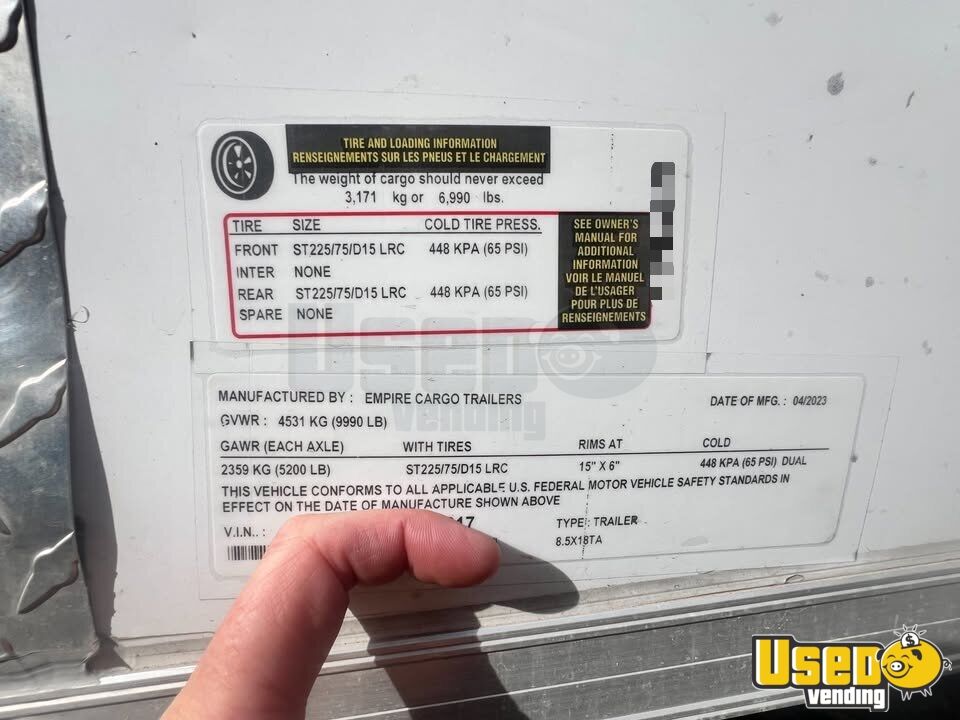 TIRE AND LOADING INFORMATION
RENSEIGNEMENTS SUR LES PNEUS ET LE CHARGEMENT
The weight of cargo should never exceed
3,171 kg or 6,990 lbs.
TIRE SIZE COLD TIRE PRESS.
FRONT ST225/75/D15 LRC 448 KPA (65 PSI)
INTER NONE
REAR ST225/75/D15 LRC 448 KPA (65 PSI)
SPARE NONE
SEE OWNER'S
MANUAL FOR
ADDITIONAL
INFORMATION
VOIR LE MANUEL
DE L'USAGER
POUR PLUS DE
RENSEIGNEMENTS
Used
Vending
MANUFACTURED BY : EMPIRE CARGO TRAILERS DATE OF MFG. : 04/2023
GVWR : 4531 KG (9990 LB)
GAWR (EACH AXLE) WITH TIRES RIMS AT COLD
2359 KG (5200 LB) ST225/75/D15 LRC 15" X 6" 448 KPA (65 PSI) DUAL
THIS VEHICLE CONFORMS TO ALL APPLICABLE U.S. FEDERAL MOTOR VEHICLE SAFETY STANDARDS IN
EFFECT ON THE DATE OF MANUFACTURE SHOWN ABOVE
V.I.N.. : 17 TYPE : TRAILER
8.5X18TA
Used
Vending